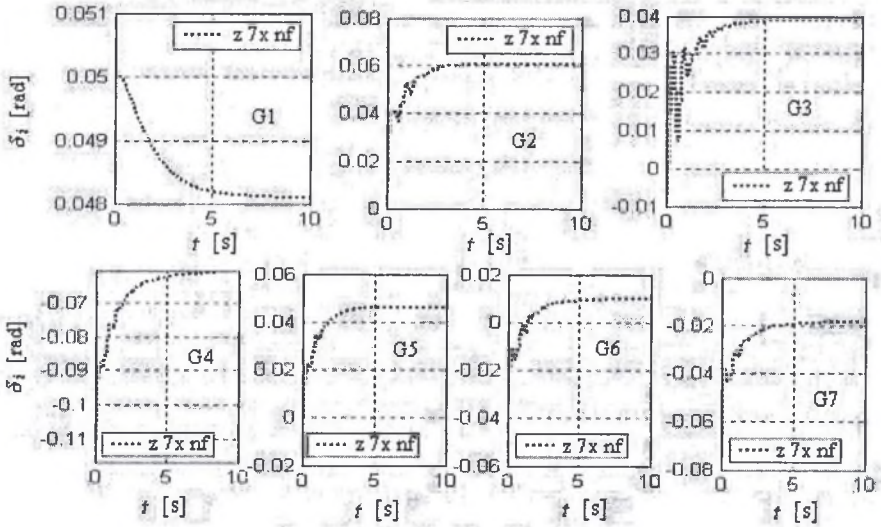 0.051
0.05
0.049
0.048
δi [rad]
z 7x nf
G1
0
5
10
t [s]
0.08
0.06
0.04
0.02
0
z 7x nf
G2
0
5
10
t [s]
0.04
0.03
0.02
0.01
0
-0.01
G3
z 7x nf
0
5
10
t [s]
-0.07
-0.08
-0.09
-0.1
-0.11
δi [rad]
G4
z 7x nf
0
5
10
t [s]
0.06
0.04
0.02
0
-0.02
G5
z 7x nf
0
5
10
t [s]
0.02
0
-0.02
-0.04
-0.06
G6
z 7x nf
0
5
10
t [s]
0
-0.02
-0.04
-0.06
-0.08
G7
z 7x nf
0
5
10
t [s]